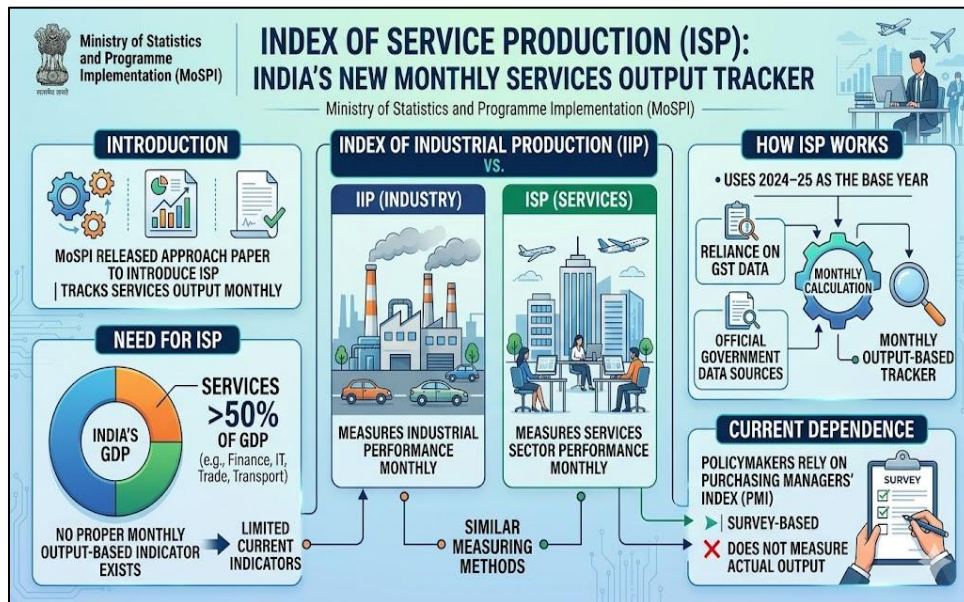 सत्यमेव जयते
Ministry of Statistics
and Programme
Implementation (MoSPI)
INDEX OF SERVICE PRODUCTION (ISP):
INDIA'S NEW MONTHLY SERVICES OUTPUT TRACKER
Ministry of Statistics and Programme Implementation (MoSPI)
INTRODUCTION
MoSPI RELEASED APPROACH PAPER
TO INTRODUCE ISP
| TRACKS SERVICES OUTPUT MONTHLY
NEED FOR ISP
INDIA'S
GDP
SERVICES
>50%
OF GDP
(e.g., Finance, IT,
Trade, Transport)
NO PROPER MONTHLY
OUTPUT-BASED INDICATOR
EXISTS
LIMITED
CURRENT
INDICATORS
INDEX OF INDUSTRIAL PRODUCTION (IIP)
VS.
IIP (INDUSTRY)
MEASURES INDUSTRIAL
PERFORMANCE
MONTHLY
ISP (SERVICES)
MEASURES SERVICES
SECTOR PERFORMANCE
MONTHLY
SIMILAR
MEASURING
METHODS
HOW ISP WORKS
• USES 2024–25 AS THE BASE YEAR
RELIANCE ON
GST DATA
OFFICIAL
GOVERNMENT
DATA SOURCES
MONTHLY
CALCULATION
MONTHLY
OUTPUT-BASED
TRACKER
CURRENT DEPENDENCE
POLICYMAKERS RELY ON
PURCHASING MANAGERS'
INDEX (PMI)
SURVEY-BASED
DOES NOT MEASURE
ACTUAL OUTPUT
SURVEY